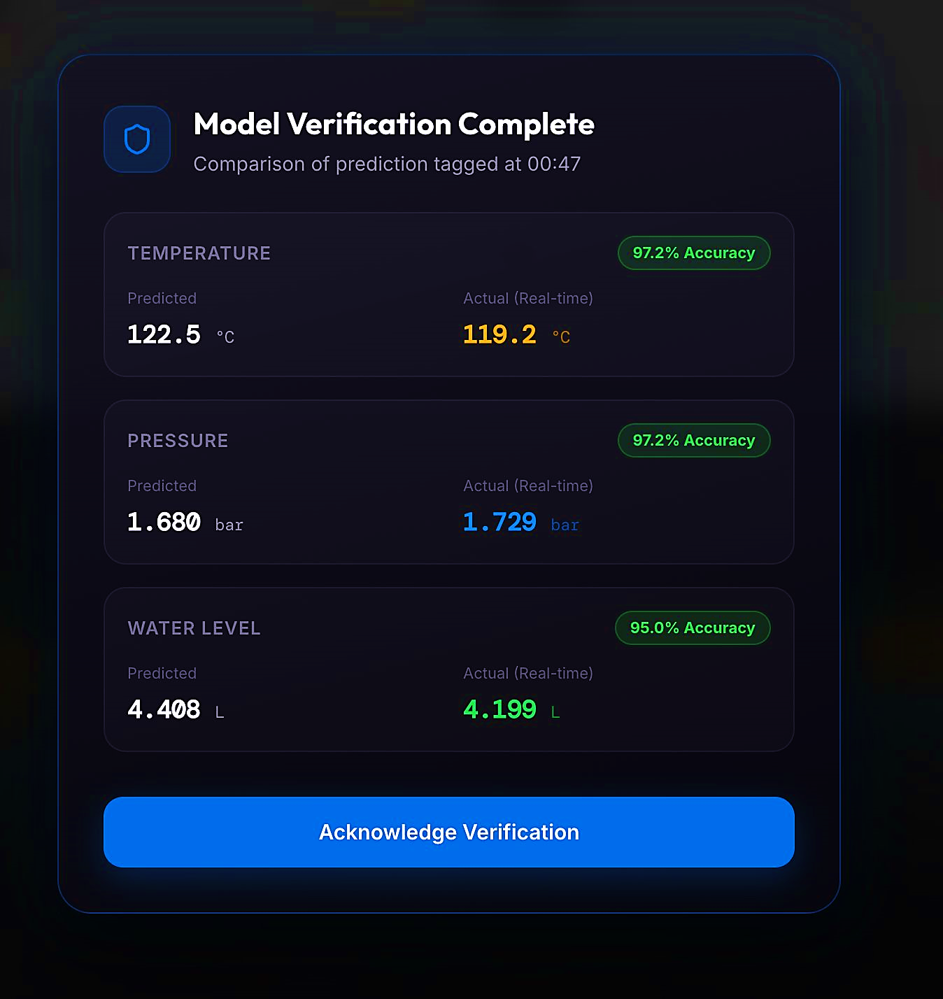 Model Verification Complete
Comparison of prediction tagged at 00:47
TEMPERATURE
97.2% Accuracy
Predicted
Actual (Real-time)
122.5 °C
119.2 °C
PRESSURE
97.2% Accuracy
Predicted
Actual (Real-time)
1.680 bar
1.729 bar
WATER LEVEL
95.0% Accuracy
Predicted
Actual (Real-time)
4.408 L
4.199 L
Acknowledge Verification